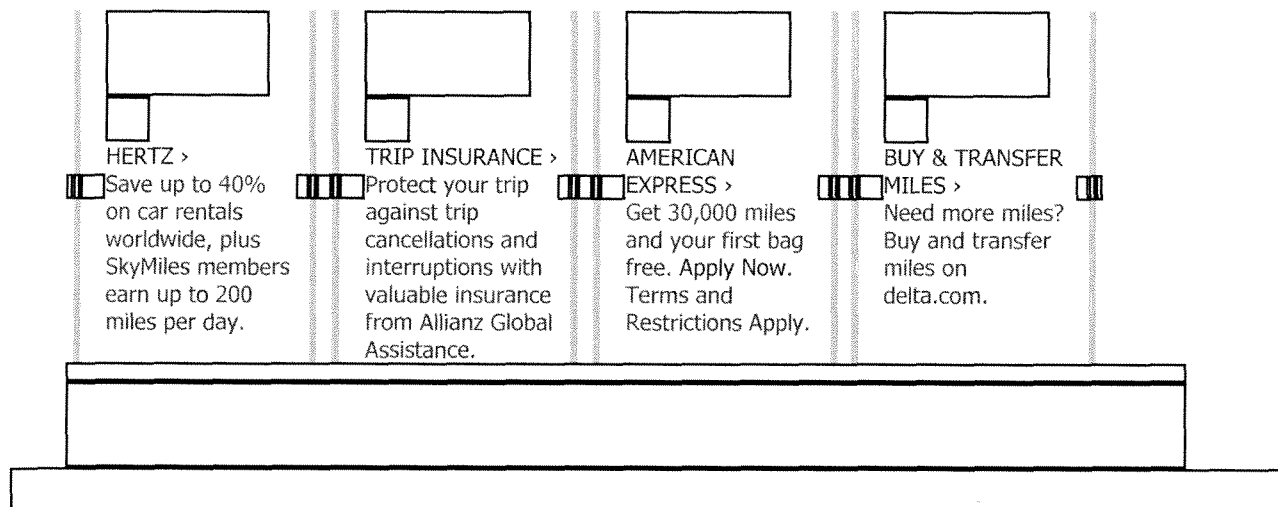 HERTZ ›
Save up to 40%
on car rentals
worldwide, plus
SkyMiles members
earn up to 200
miles per day.
TRIP INSURANCE ›
Protect your trip
against trip
cancellations and
interruptions with
valuable insurance
from Allianz Global
Assistance.
AMERICAN
EXPRESS ›
Get 30,000 miles
and your first bag
free. Apply Now.
Terms and
Restrictions Apply.
BUY & TRANSFER
MILES ›
Need more miles?
Buy and transfer
miles on
delta.com.